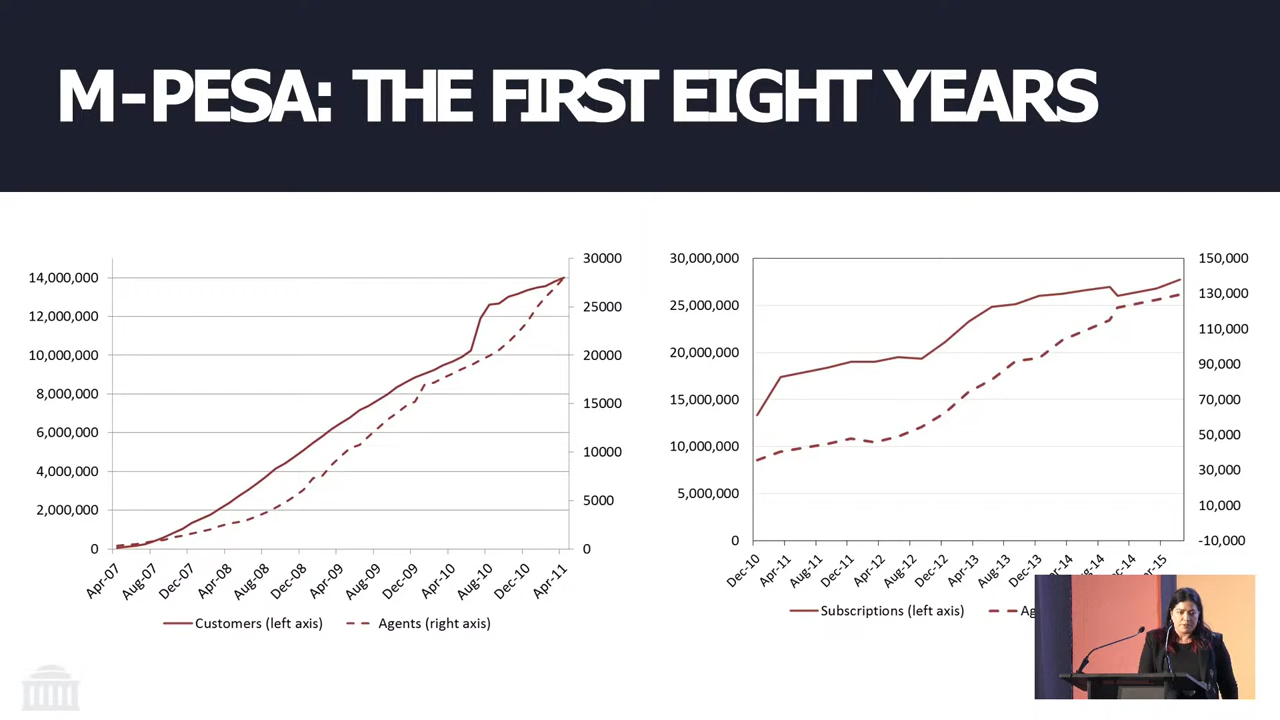 M-PESA: THE FIRST EIGHT YEARS
14,000,000
12,000,000
10,000,000
8,000,000
6,000,000
4,000,000
2,000,000
0
30000
25000
20000
15000
10000
5000
0
Apr-07
Aug-07
Dec-07
Apr-08
Aug-08
Dec-08
Apr-09
Aug-09
Dec-09
Apr-10
Aug-10
Dec-10
Apr-11
Customers (left axis)
Agents (right axis)
30,000,000
25,000,000
20,000,000
15,000,000
10,000,000
5,000,000
0
150,000
130,000
110,000
90,000
70,000
50,000
30,000
10,000
-10,000
Dec-10
Apr-11
Aug-11
Dec-11
Apr-12
Aug-12
Dec-12
Apr-13
Aug-13
Dec-13
Subscriptions (left axis)